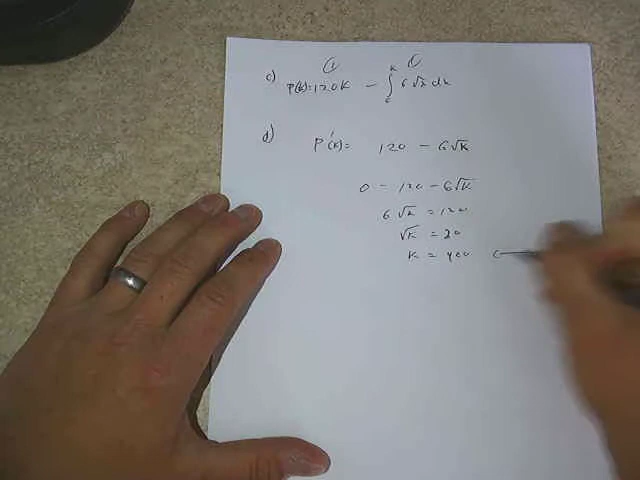 c) P(k)=120k - ∫ 6√x dx
d) P'(k)= 120 - 6√k
0 = 120 - 6√k
6√k = 120
√k = 20
k = 400